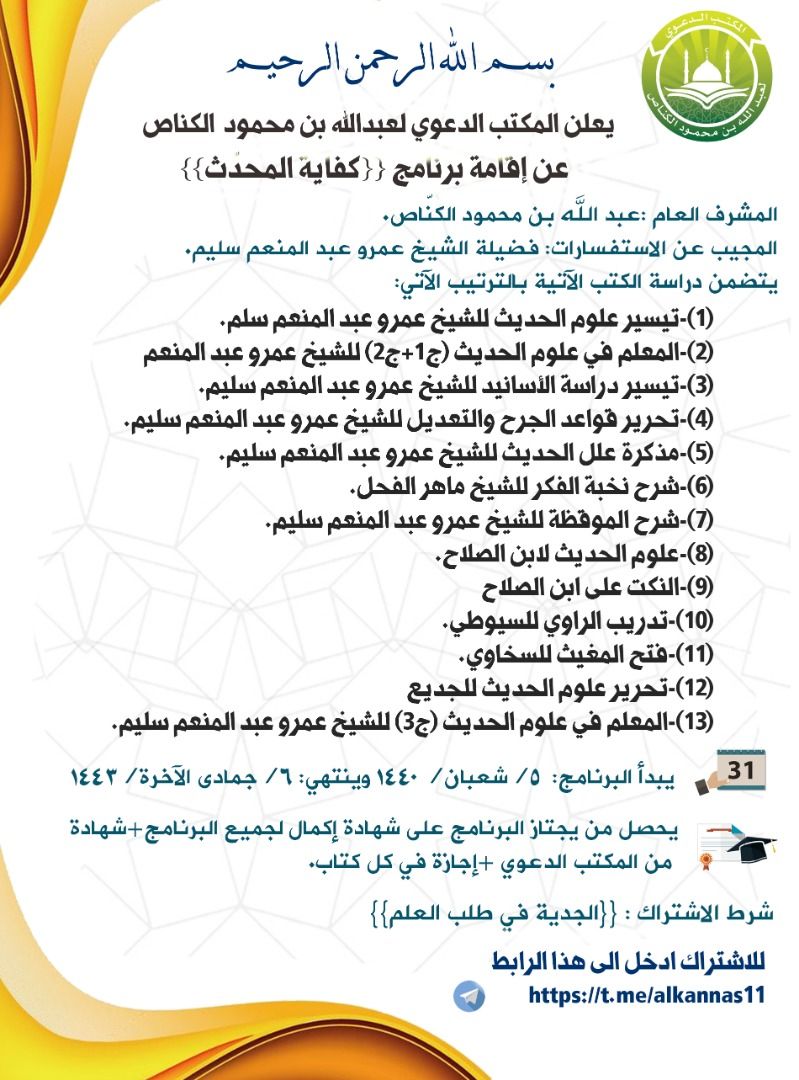 المكتب الدعوي
لعبد الله بن محمود الكناص
بسم الله الرحمن الرحيم
يعلن المكتب الدعوي لعبدالله بن محمود الكناص
عن إقامة برنامج {{كفاية المحدّث}}
المشرف العام :عبد اللَّه بن محمود الكنّاص.
المجيب عن الاستفسارات: فضيلة الشيخ عمرو عبد المنعم سليم.
يتضمن دراسة الكتب الآتية بالترتيب الآتي:
(1)-تيسير علوم الحديث للشيخ عمرو عبد المنعم سلم.
(2)-المعلم في علوم الحديث (ج1+ج2) للشيخ عمرو عبد المنعم
(3)-تيسير دراسة الأسانيد للشيخ عمرو عبد المنعم سليم.
(4)-تحرير قواعد الجرح والتعديل للشيخ عمرو عبد المنعم سليم.
(5)-مذكرة علل الحديث للشيخ عمرو عبد المنعم سليم.
(6)-شرح نخبة الفكر للشيخ ماهر الفحل.
(7)-شرح الموقظة للشيخ عمرو عبد المنعم سليم.
(8)-علوم الحديث لابن الصلاح.
(9)-النكت على ابن الصلاح
(10)-تدريب الراوي للسيوطي.
(11)-فتح المغيث للسخاوي.
(12)-تحرير علوم الحديث للجديع
(13)-المعلم في علوم الحديث (ج3) للشيخ عمرو عبد المنعم سليم.
31
يبدأ البرنامج: ٥/ شعبان/ ١٤٤٠ وينتهي: ٦/ جمادى الآخرة/ ١٤٤٣
يحصل من يجتاز البرنامج على شهادة إكمال لجميع البرنامج+شهادة
من المكتب الدعوي +إجازة في كل كتاب.
شرط الاشتراك : {{الجدية في طلب العلم}}
للاشتراك ادخل الى هذا الرابط
https://t.me/alkannas11